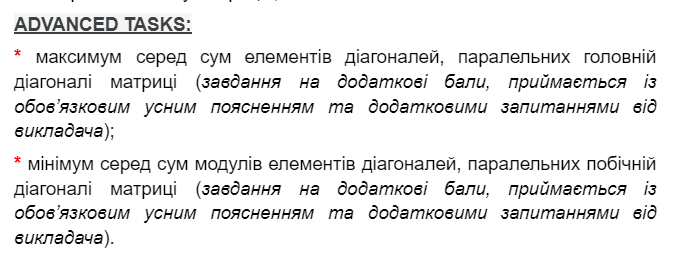 ADVANCED TASKS:
* максимум серед сум елементів діагоналей, паралельних головній
діагоналі матриці (завдання на додаткові бали, приймається із
обов’язковим усним поясненням та додатковими запитаннями від
викладача);
* мінімум серед сум модулів елементів діагоналей, паралельних побічній
діагоналі матриці (завдання на додаткові бали, приймається із
обов’язковим усним поясненням та додатковими запитаннями від
викладача).